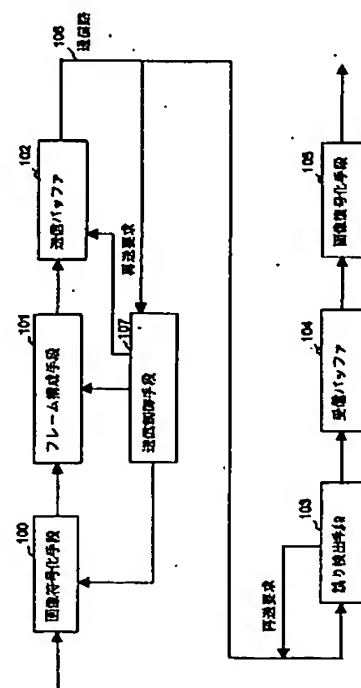 100
画像符号化手段
101
フレーム構成手段
102
送信バッファ
106
通信路
再送要求
107
送信制御手段
再送要求
103
誤り検出手段
104
受信バッファ
105
画像復号化手段